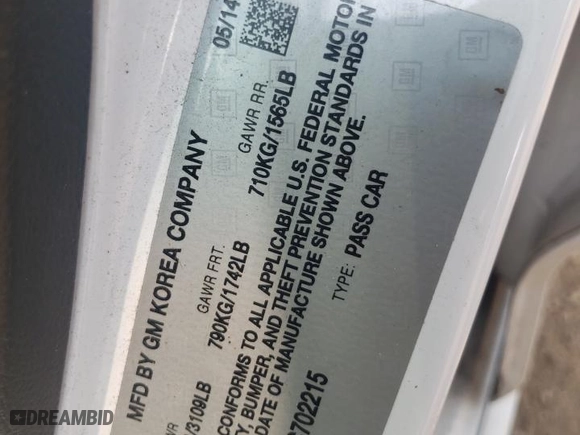 MFD BY GM KOREA COMPANY
05/14
GAWR FRT. GAWR RR.
/3109LB 790KG/1742LB 710KG/1565LB
CONFORMS TO ALL APPLICABLE U.S. FEDERAL MOTOR
BUMPER, AND THEFT PREVENTION STANDARDS IN
DATE OF MANUFACTURE SHOWN ABOVE.
702215 TYPE: PASS CAR
GM
DREAMBID